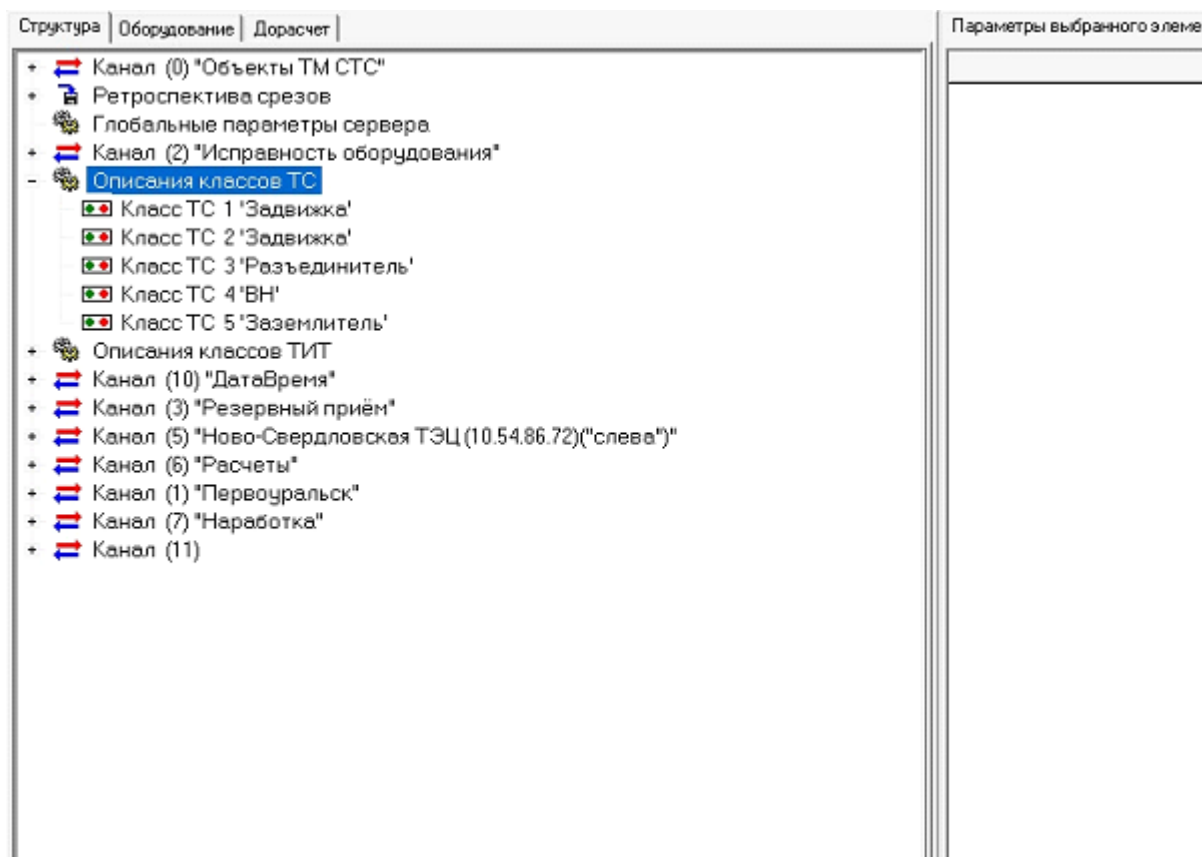 Структура Оборудование Дорасчет
Параметры выбранного элеме
Канал (0) "Объекты ТМ СТС"
Ретроспектива срезов
Глобальные параметры сервера
Канал (2) "Исправность оборудования"
Описания классов ТС
Класс ТС 1 'Задвижка'
Класс ТС 2 'Задвижка'
Класс ТС 3 'Разъединитель'
Класс ТС 4 'ВН'
Класс ТС 5 'Заземлитель'
Описания классов ТИТ
Канал (10) "ДатаВремя"
Канал (3) "Резервный приём"
Канал (5) "Ново-Свердловская ТЭЦ (10.54.86.72)("слева")"
Канал (6) "Расчеты"
Канал (1) "Первоуральск"
Канал (7) "Наработка"
Канал (11)